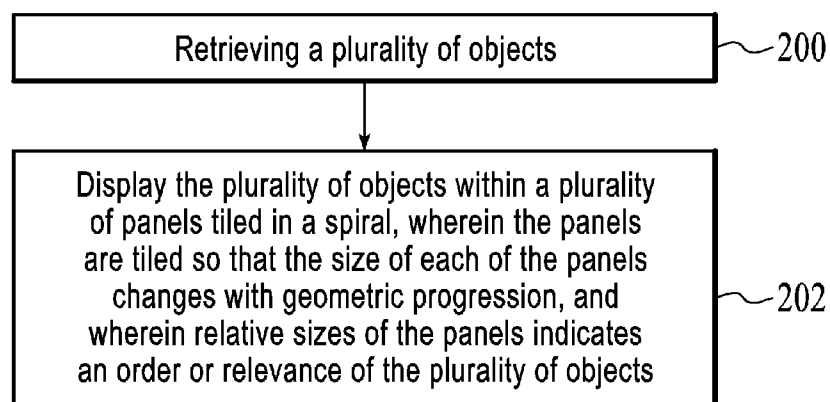 Retrieving a plurality of objects
200
Display the plurality of objects within a plurality
of panels tiled in a spiral, wherein the panels
are tiled so that the size of each of the panels
changes with geometric progression, and
wherein relative sizes of the panels indicates
an order or relevance of the plurality of objects
202